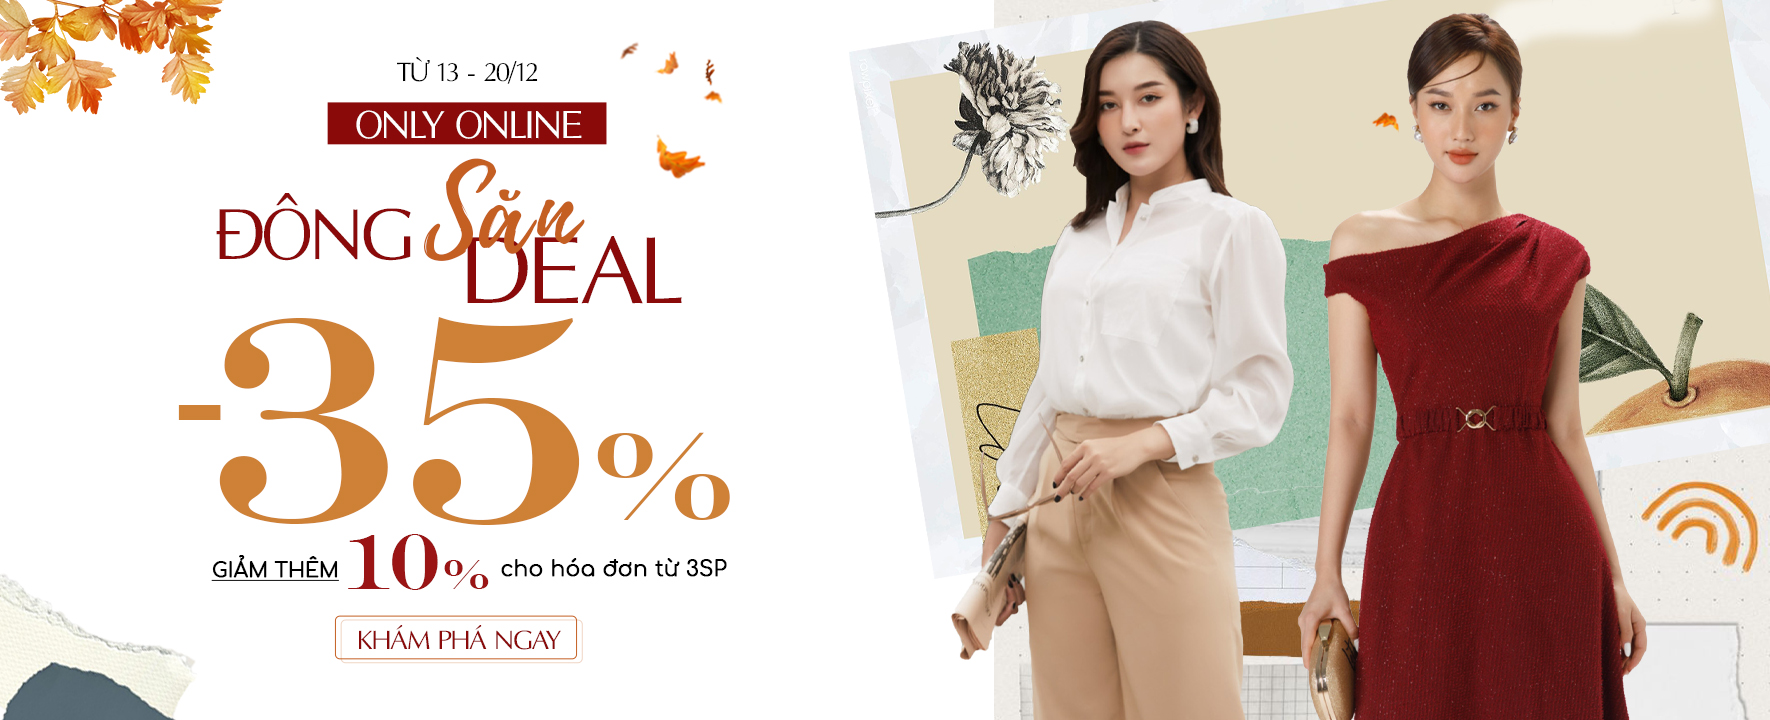 TỪ 13 - 20/12
ONLY ONLINE
ĐÔNG Săn
DEAL
-35%
GIẢM THÊM 10% cho hóa đơn từ 3SP
KHÁM PHÁ NGAY